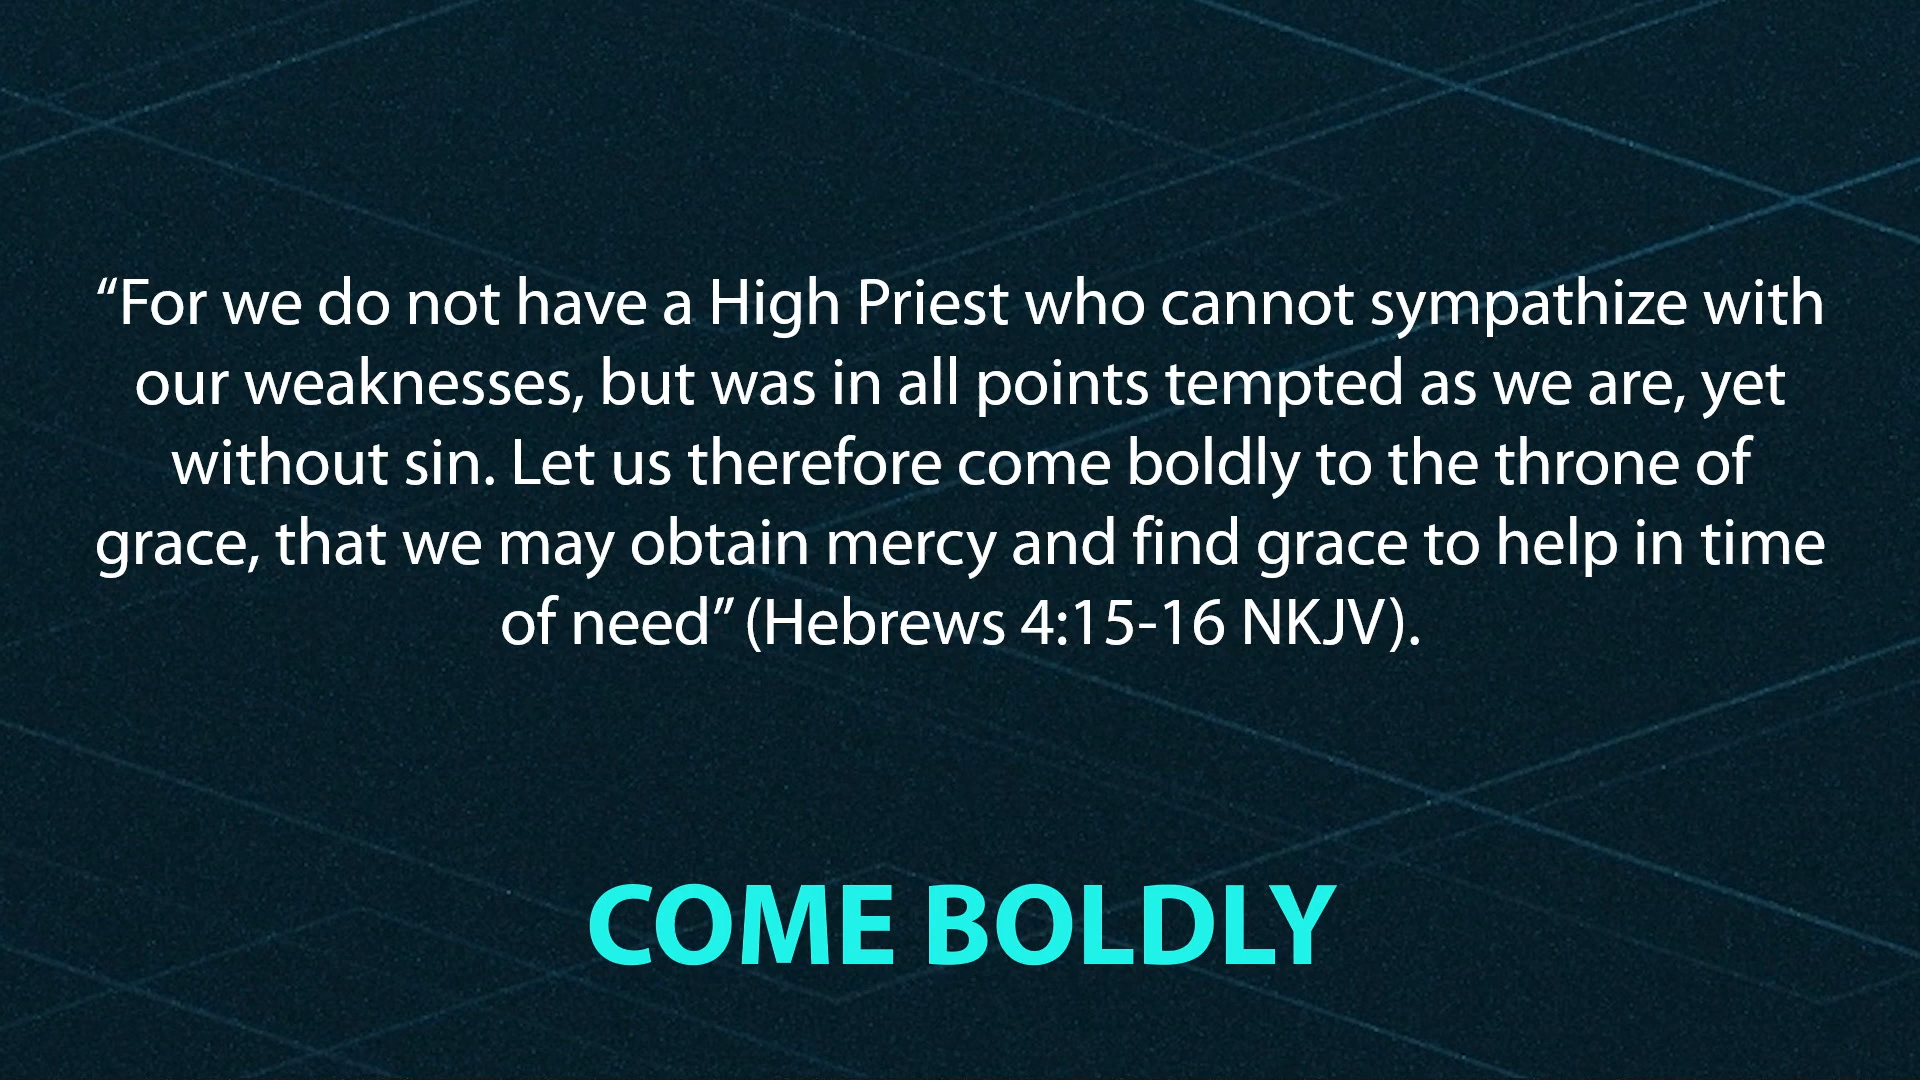 “For we do not have a High Priest who cannot sympathize with
our weaknesses, but was in all points tempted as we are, yet
without sin. Let us therefore come boldly to the throne of
grace, that we may obtain mercy and find grace to help in time
of need” (Hebrews 4:15-16 NKJV).
COME BOLDLY